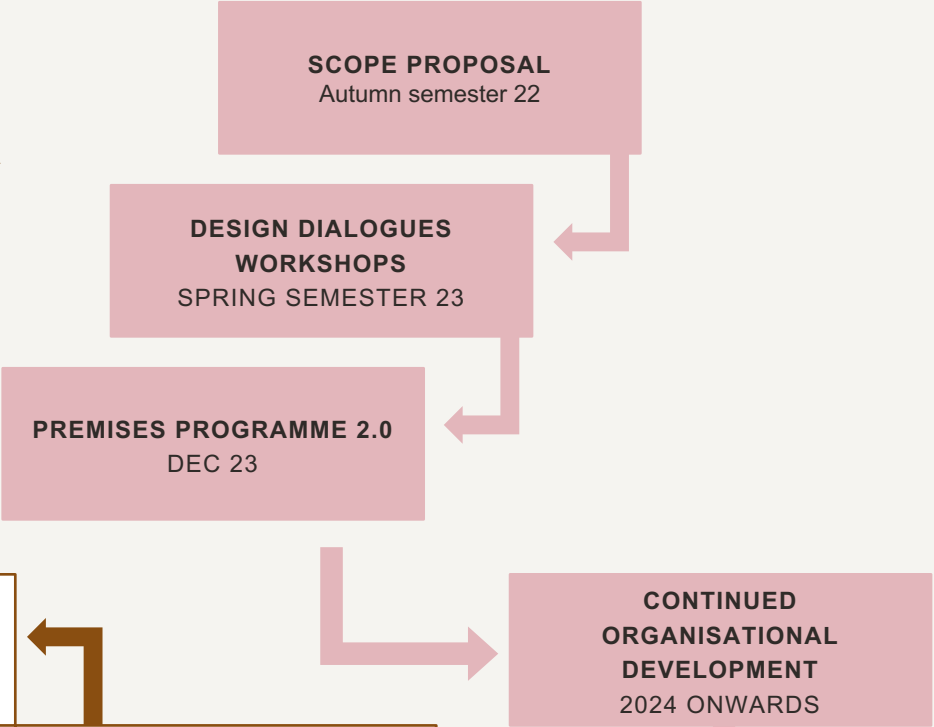 SCOPE PROPOSAL
Autumn semester 22
DESIGN DIALOGUES
WORKSHOPS
SPRING SEMESTER 23
PREMISES PROGRAMME 2.0
DEC 23
CONTINUED
ORGANISATIONAL
DEVELOPMENT
2024 ONWARDS